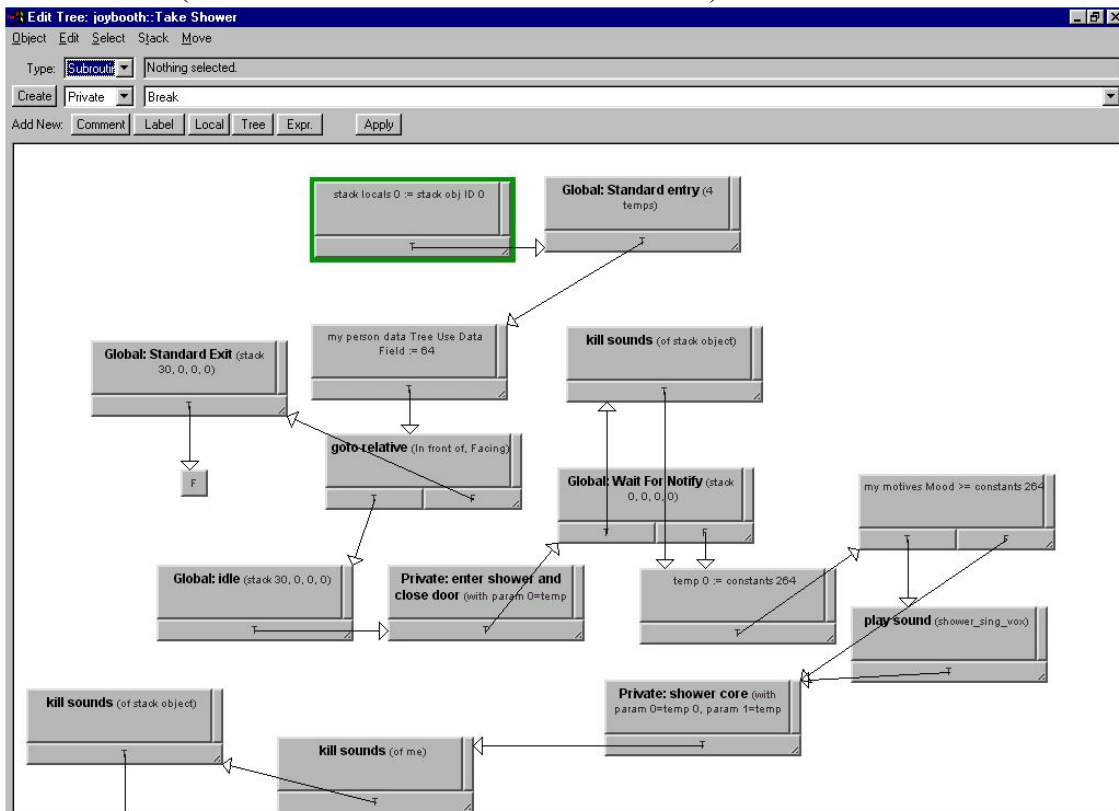 Edit Tree: joybooth::Take Shower
Object Edit Select Stack Move
Type: Subroutin Nothing selected.
Create Private Break
Add New: Comment Label Local Tree Expr. Apply
stack locals 0 := stack obj ID 0
T
Global: Standard entry (4
temps)
T
my person data Tree Use Data
Field := 64
T
kill sounds (of stack object)
T
Global: Standard Exit (stack
30, 0, 0, 0)
T
F
goto relative (In front of, Facing)
T F
Global: Wait For Notify (stack
0, 0, 0, 0)
T F
my motives Mood >= constants 264
T F
Global: idle (stack 30, 0, 0, 0)
T
Private: enter shower and
close door (with param 0=temp
T
temp 0 := constants 264
T
play sound (shower_sing_vox)
T
Private: shower core (with
param 0=temp 0, param 1=temp
T
kill sounds (of stack object)
T
kill sounds (of me)
T